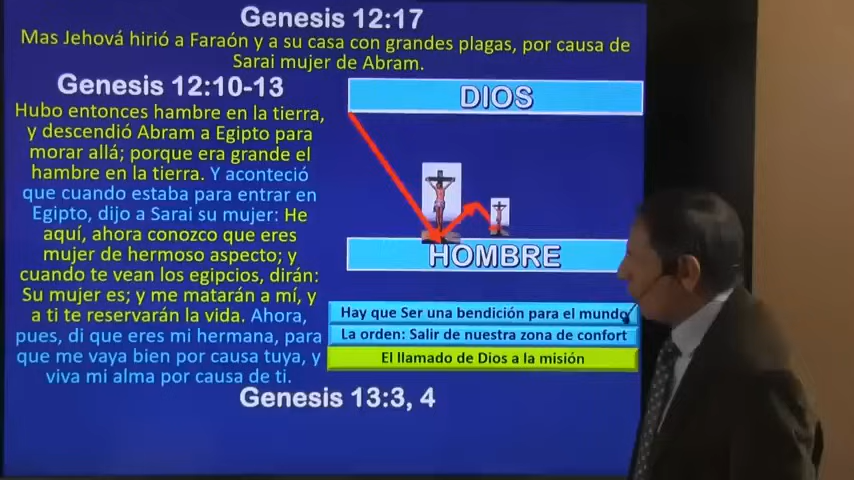 Genesis 12:17
Mas Jehová hirió a Faraón y a su casa con grandes plagas, por causa de
Sarai mujer de Abram.
Genesis 12:10-13
Hubo entonces hambre en la tierra,
y descendió Abram a Egipto para
morar allá; porque era grande el
hambre en la tierra. Y aconteció
que cuando estaba para entrar en
Egipto, dijo a Sarai su mujer: He
aquí, ahora conozco que eres
mujer de hermoso aspecto; y
cuando te vean los egipcios, dirán:
Su mujer es; y me matarán a mí, y
a ti te reservarán la vida. Ahora,
pues, di que eres mi hermana, para
que me vaya bien por causa tuya, y
viva mi alma por causa de ti.
DIOS
HOMBRE
Hay que Ser una bendición para el mundo
La orden: Salir de nuestra zona de confort
El llamado de Dios a la misión
Genesis 13:3, 4